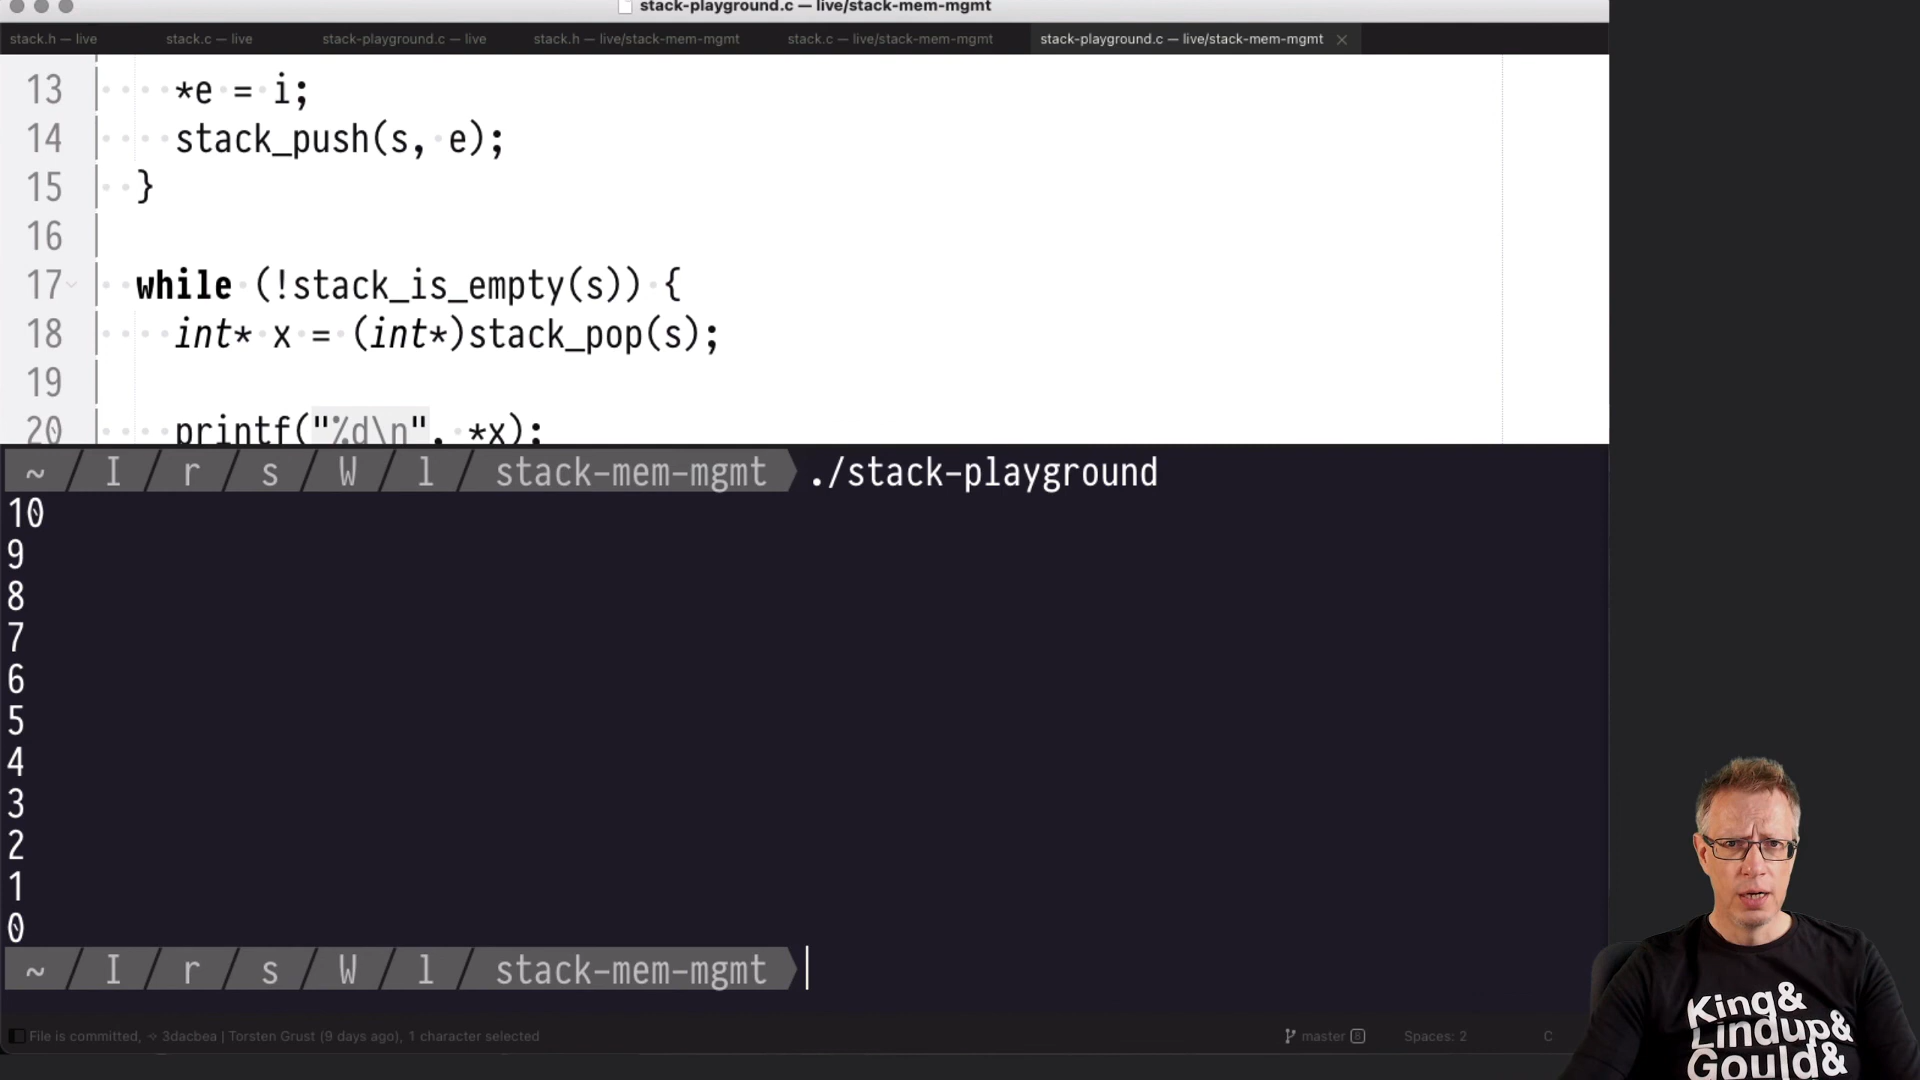 stack-playground.c — live/stack-mem-mgmt
stack.h — live
stack.c — live
stack-playground.c — live
stack.h — live/stack-mem-mgmt
stack.c — live/stack-mem-mgmt
stack-playground.c — live/stack-mem-mgmt
13 *e = i;
14 stack_push(s, e);
15 }
16
17 while (!stack_is_empty(s)) {
18 int* x = (int*)stack_pop(s);
19
20 printf("%d\n", *x);
~ / I / r / s / W / l / stack-mem-mgmt ./stack-playground
10
9
8
7
6
5
4
3
2
1
0
~ / I / r / s / W / l / stack-mem-mgmt
File is committed, 3dacbea | Torsten Grust (9 days ago), 1 character selected
master 8
Spaces: 2
C
King&
Lindup&
Gould&